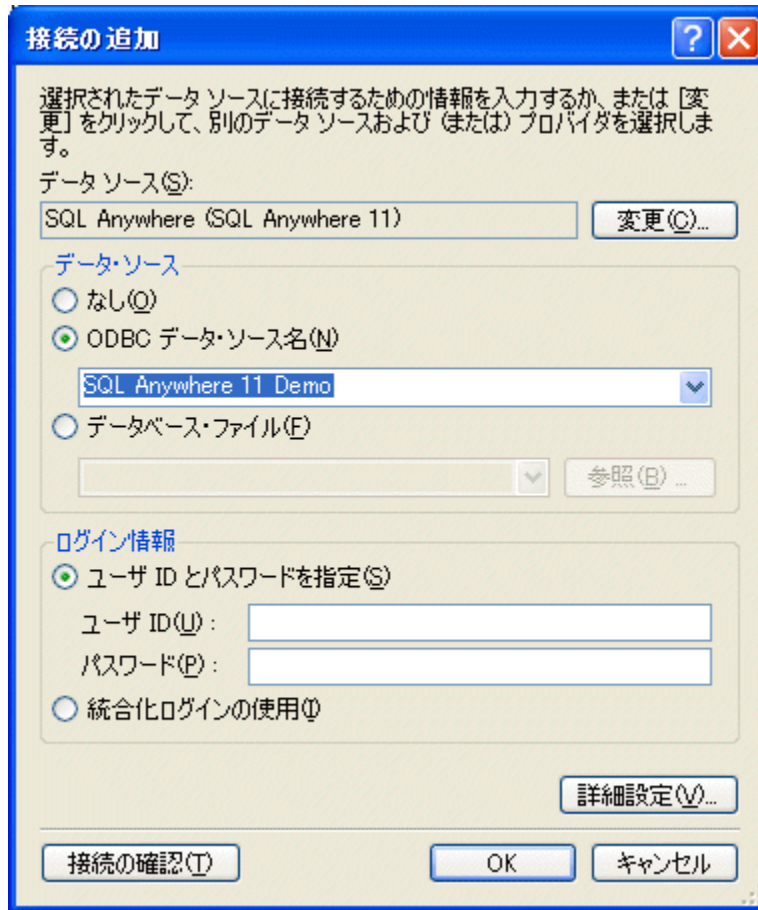 接続の追加
選択されたデータ ソースに接続するための情報を入力するか、または [変
更] をクリックして、別のデータ ソースおよび (または) プロバイダを選択しま
す。
データ ソース(S):
SQL Anywhere (SQL Anywhere 11)
変更(C)...
データ・ソース
なし(O)
ODBC データ・ソース名(N)
SQL Anywhere 11 Demo
データベース・ファイル(F)
参照(B) ...
ログイン情報
ユーザ ID とパスワードを指定(S)
ユーザ ID(U) :
パスワード(P) :
統合化ログインの使用(I)
詳細設定(V)...
接続の確認(T)
OK
キャンセル